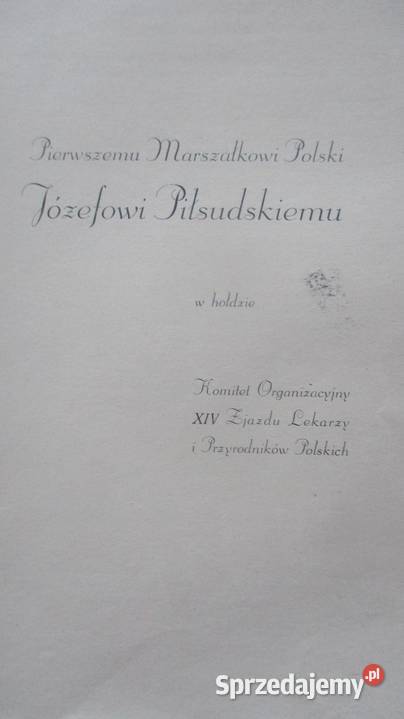 Pierwszemu Marszałkowi Polski
Józefowi Piłsudskiemu
w hołdzie
Komitet Organizacyjny
XIV Zjazdu Lekarzy
i Przyrodników Polskich
Sprzedajemy.pl